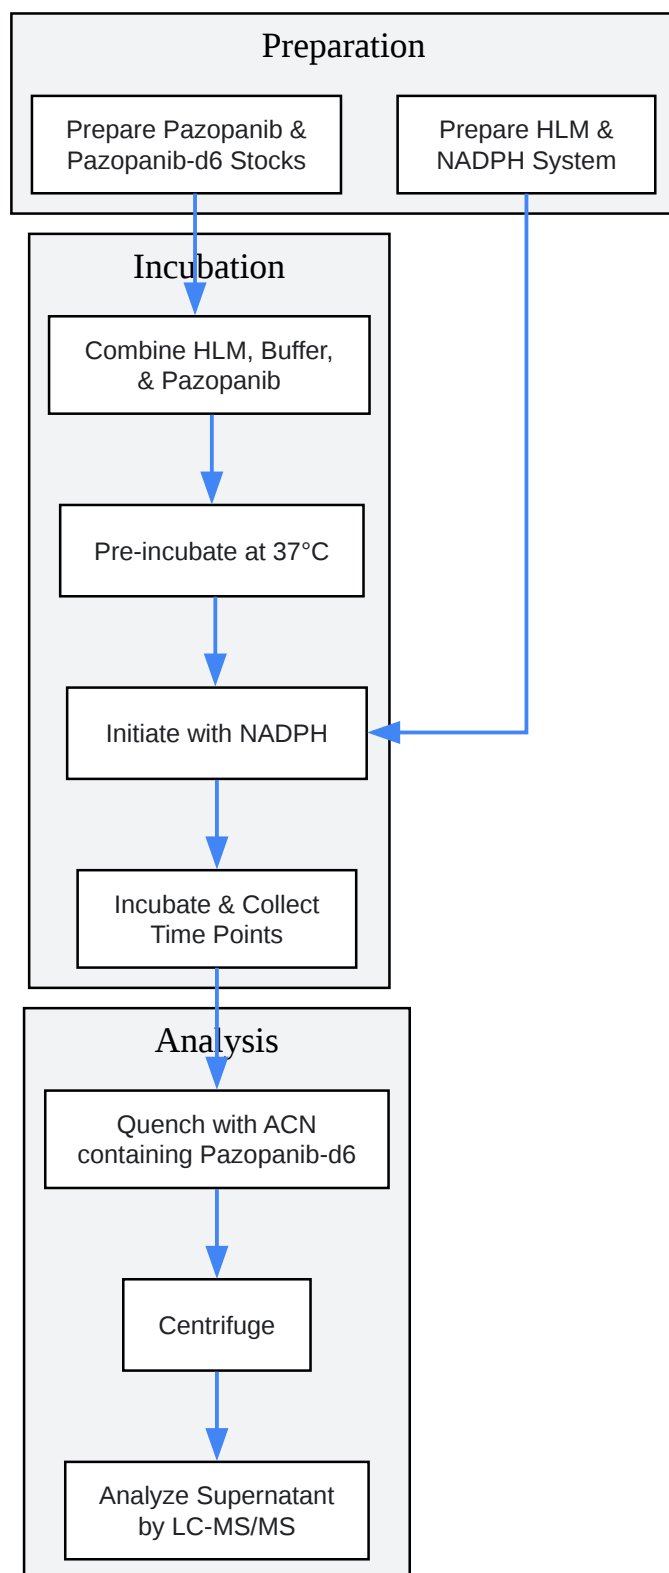 Preparation
Prepare Pazopanib &
Pazopanib-d6 Stocks
Prepare HLM &
NADPH System
Incubation
Combine HLM, Buffer,
& Pazopanib
Pre-incubate at 37°C
Initiate with NADPH
Incubate & Collect
Time Points
Analysis
Quench with ACN
containing Pazopanib-d6
Centrifuge
Analyze Supernatant
by LC-MS/MS